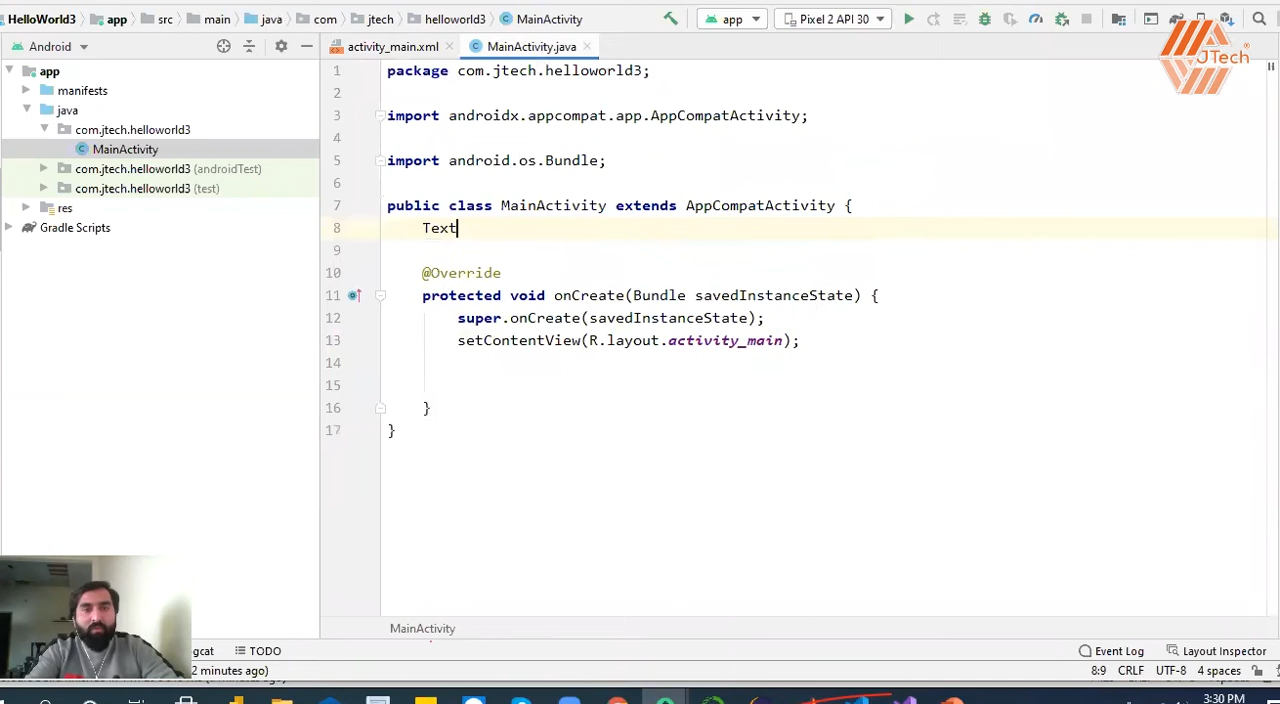 HelloWorld3 app src main java com jtech helloworld3 MainActivity app Pixel 2 API 30
JTech®
Android activity_main.xml MainActivity.java
app
manifests
java
com.jtech.helloworld3
MainActivity
com.jtech.helloworld3 (androidTest)
com.jtech.helloworld3 (test)
res
Gradle Scripts
1 package com.jtech.helloworld3;
2
3 import androidx.appcompat.app.AppCompatActivity;
4
5 import android.os.Bundle;
6
7 public class MainActivity extends AppCompatActivity {
8 Text
9
10 @Override
11 protected void onCreate(Bundle savedInstanceState) {
12 super.onCreate(savedInstanceState);
13 setContentView(R.layout.activity_main);
14
15
16 }
17 }
MainActivity
gcat TODO Event Log Layout Inspector
2 minutes ago) 8:9 CRLF UTF-8 4 spaces
3:30 PM